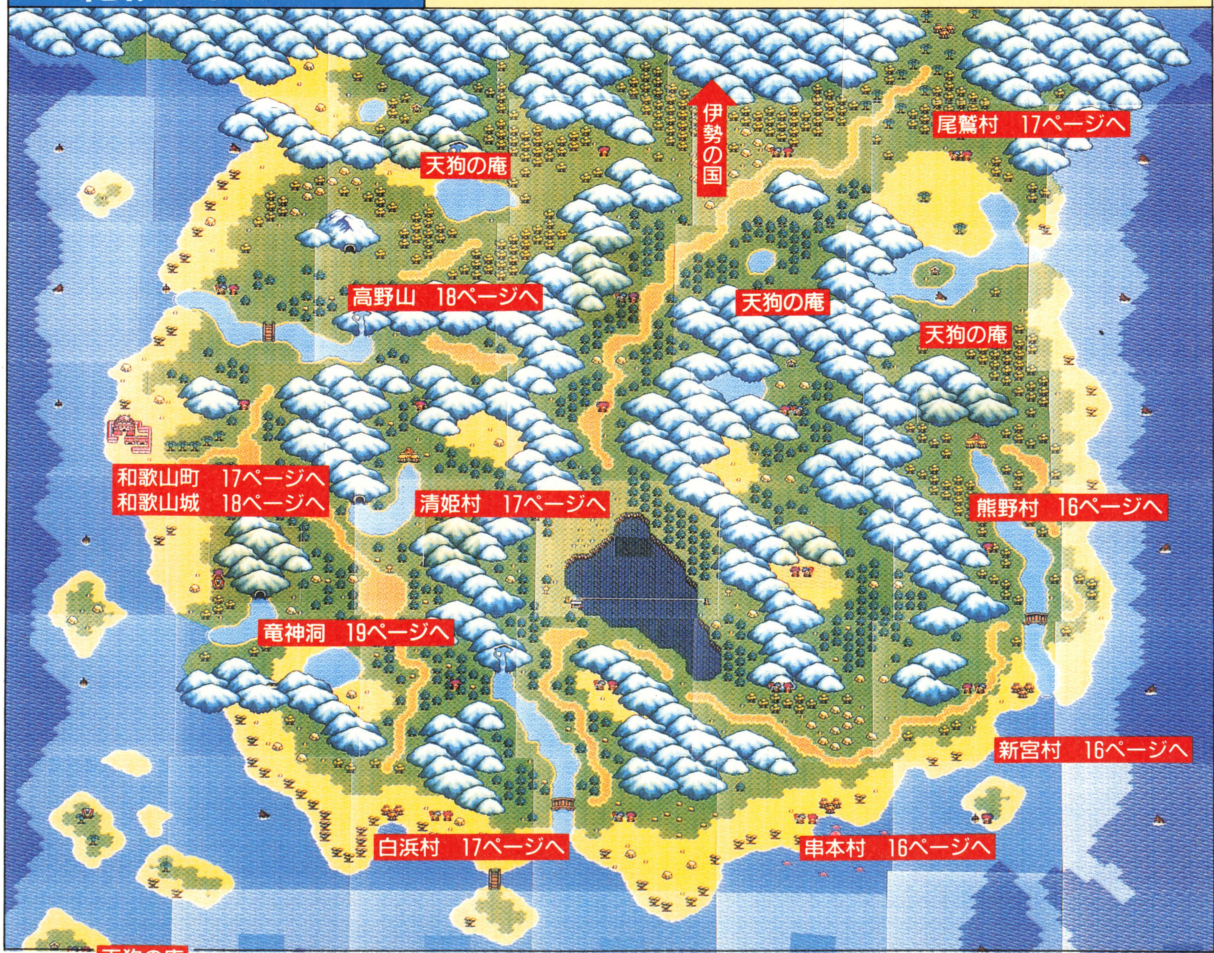 伊勢の国
尾鷲村 17ページへ
天狗の庵
高野山 18ページへ
天狗の庵
天狗の庵
和歌山町 17ページへ
和歌山城 18ページへ
清姫村 17ページへ
熊野村 16ページへ
竜神洞 19ページへ
新宮村 16ページへ
白浜村 17ページへ
串本村 16ページへ
天狗の庵